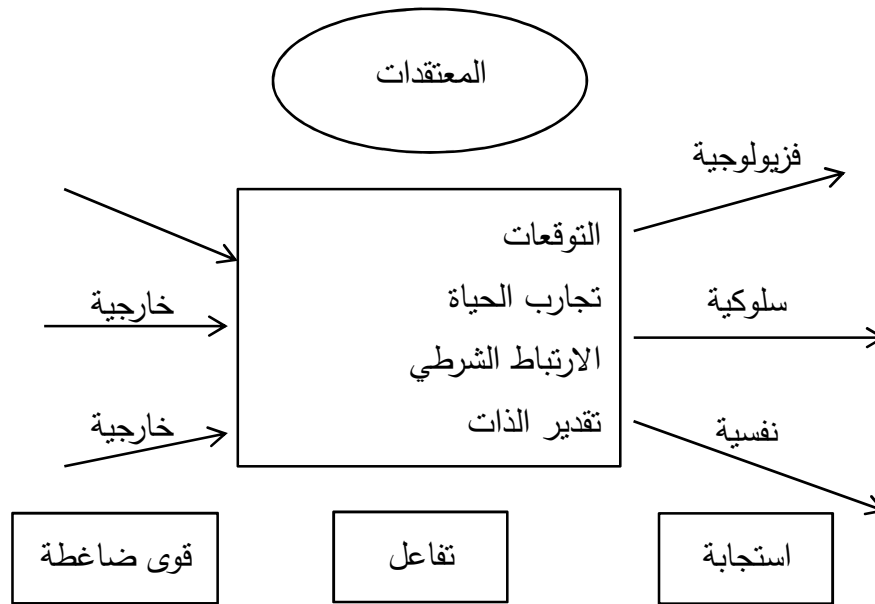 المعتقدات
فزيولوجية
التوقعات
تجارب الحياة
سلوكية
خارجية
الارتباط الشرطي
تقدير الذات
نفسية
خارجية
استجابة
تفاعل
قوى ضاغطة